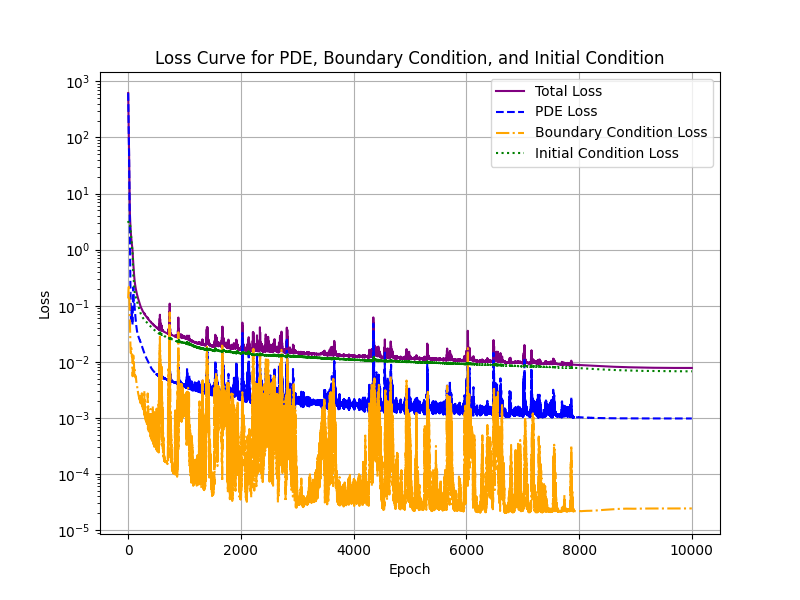 Loss Curve for PDE, Boundary Condition, and Initial Condition
10³
10²
10¹
10⁰
10⁻¹
10⁻²
10⁻³
10⁻⁴
10⁻⁵
Loss
Total Loss
PDE Loss
Boundary Condition Loss
Initial Condition Loss
0 2000 4000 6000 8000 10000
Epoch